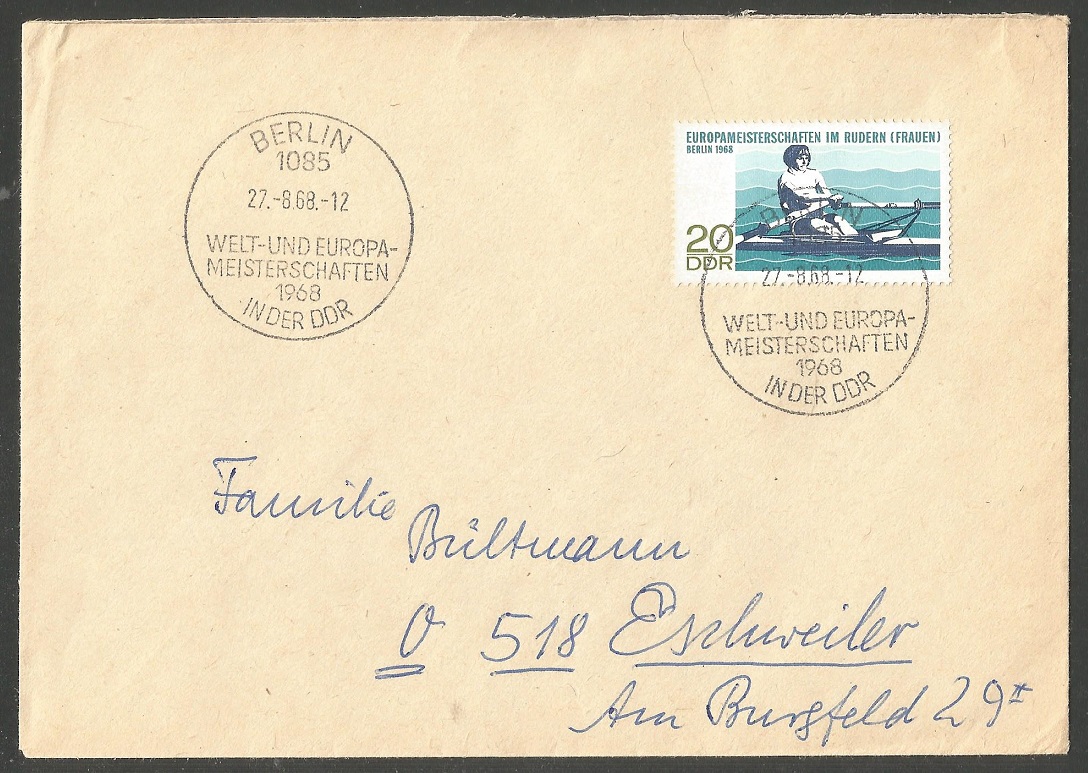 BERLIN
1085
27.-8.68.-12
WELT-UND EUROPA-
MEISTERSCHAFTEN
1968
IN DER DDR
EUROPAMEISTERSCHAFTEN IM RUDERN (FRAUEN)
BERLIN 1968
20
DDR
BERLIN
27.-8.68.-12
WELT-UND EUROPA-
MEISTERSCHAFTEN
1968
IN DER DDR
Familie
Bültmann
518 Eschweiler
Am Burgfeld 29 II